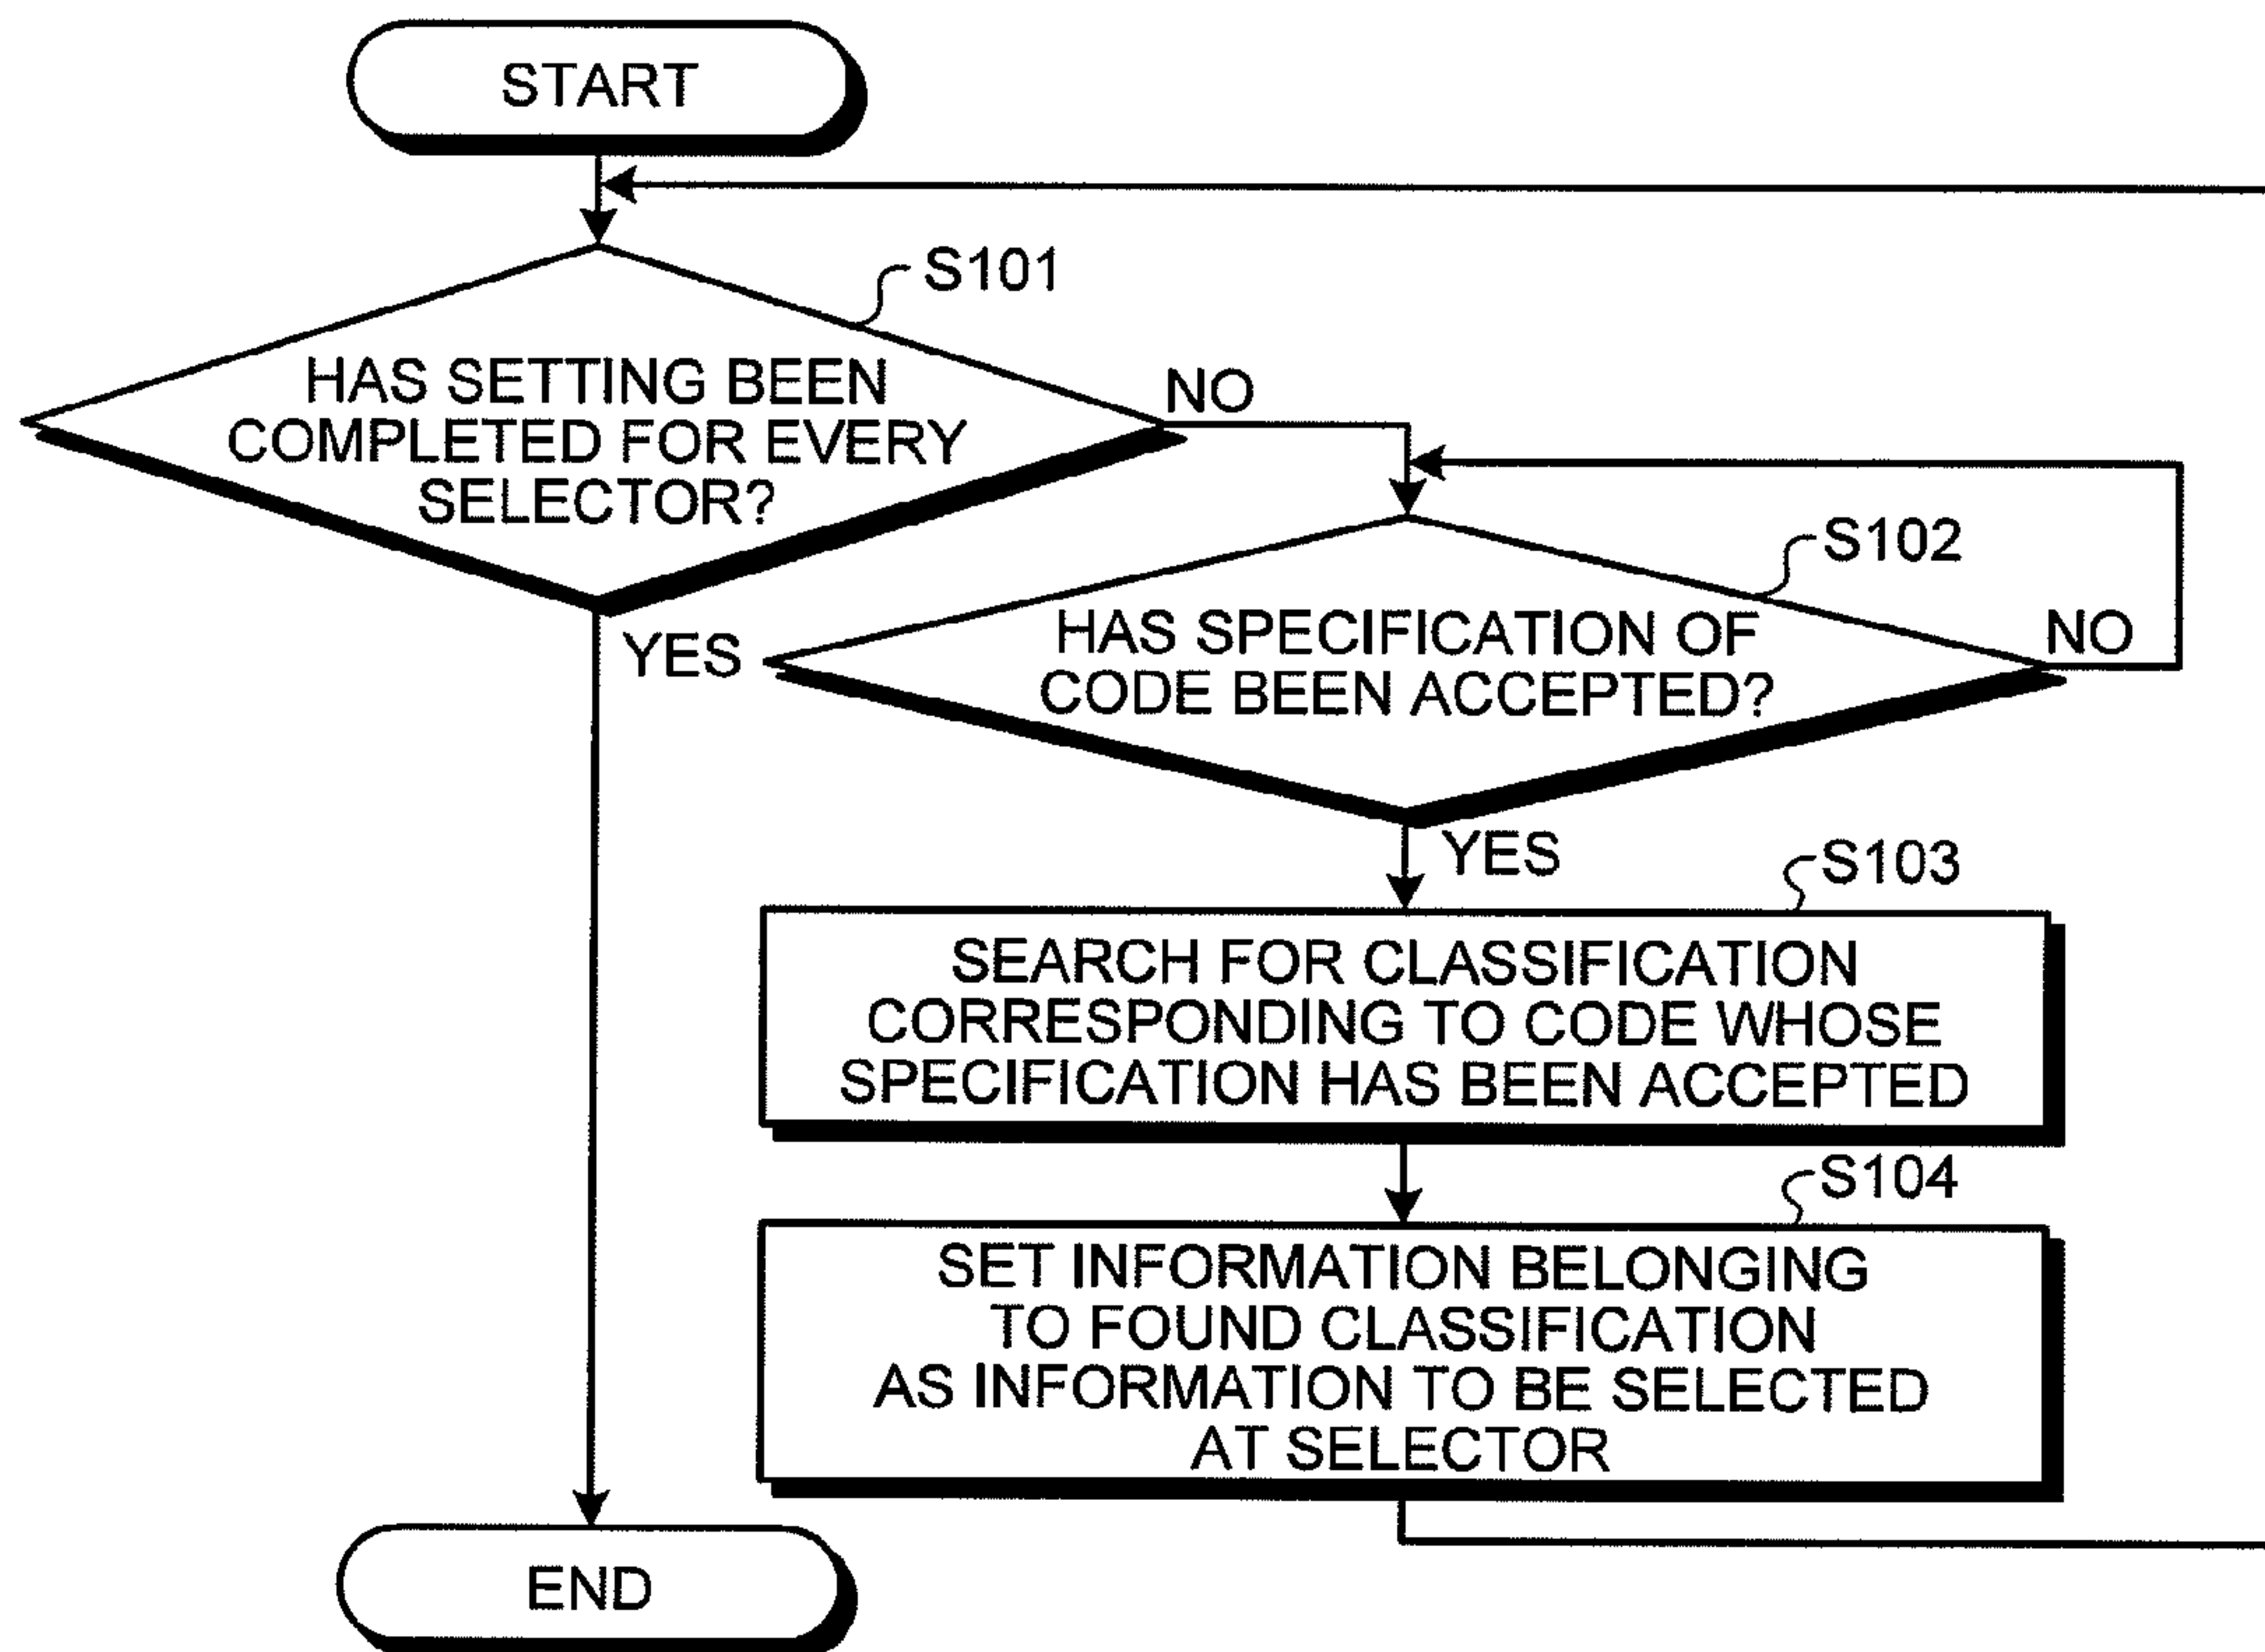 START
S101
HAS SETTING BEEN
COMPLETED FOR EVERY
SELECTOR?
NO
YES
S102
HAS SPECIFICATION OF
CODE BEEN ACCEPTED?
NO
YES
S103
SEARCH FOR CLASSIFICATION
CORRESPONDING TO CODE WHOSE
SPECIFICATION HAS BEEN ACCEPTED
S104
SET INFORMATION BELONGING
TO FOUND CLASSIFICATION
AS INFORMATION TO BE SELECTED
AT SELECTOR
END